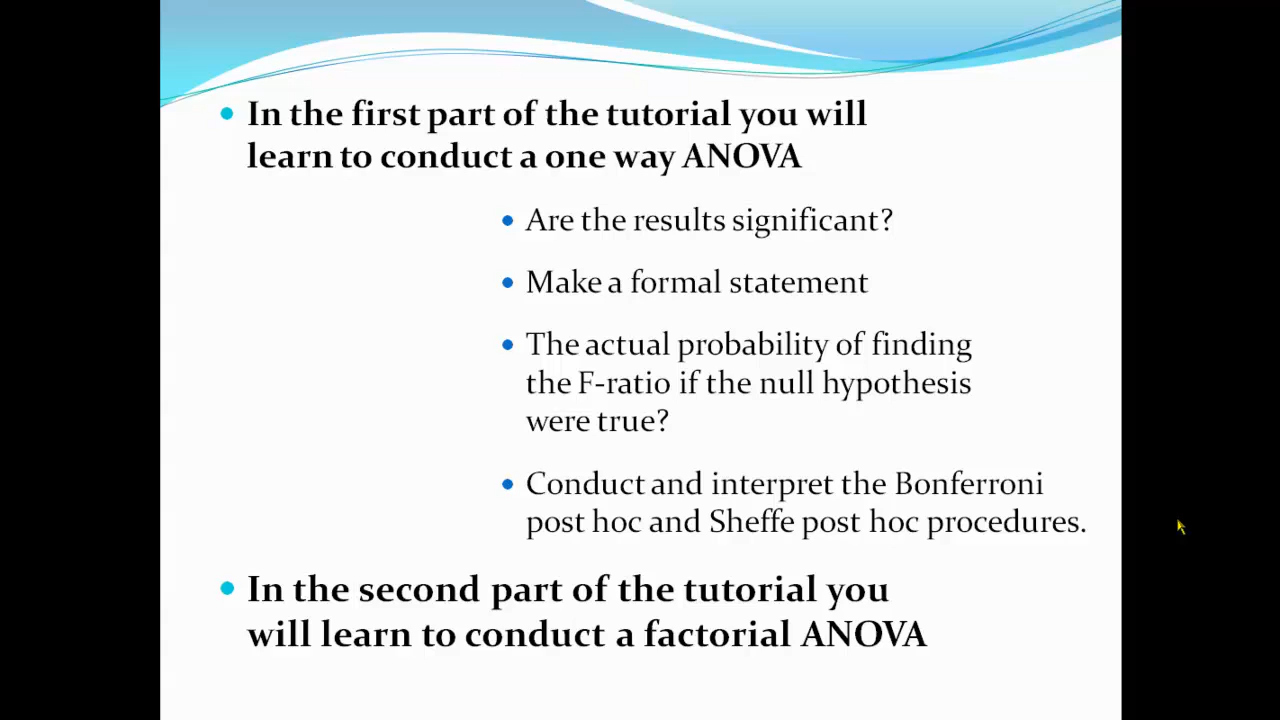 In the first part of the tutorial you will
learn to conduct a one way ANOVA
Are the results significant?
Make a formal statement
The actual probability of finding
the F-ratio if the null hypothesis
were true?
Conduct and interpret the Bonferroni
post hoc and Sheffe post hoc procedures.
In the second part of the tutorial you
will learn to conduct a factorial ANOVA